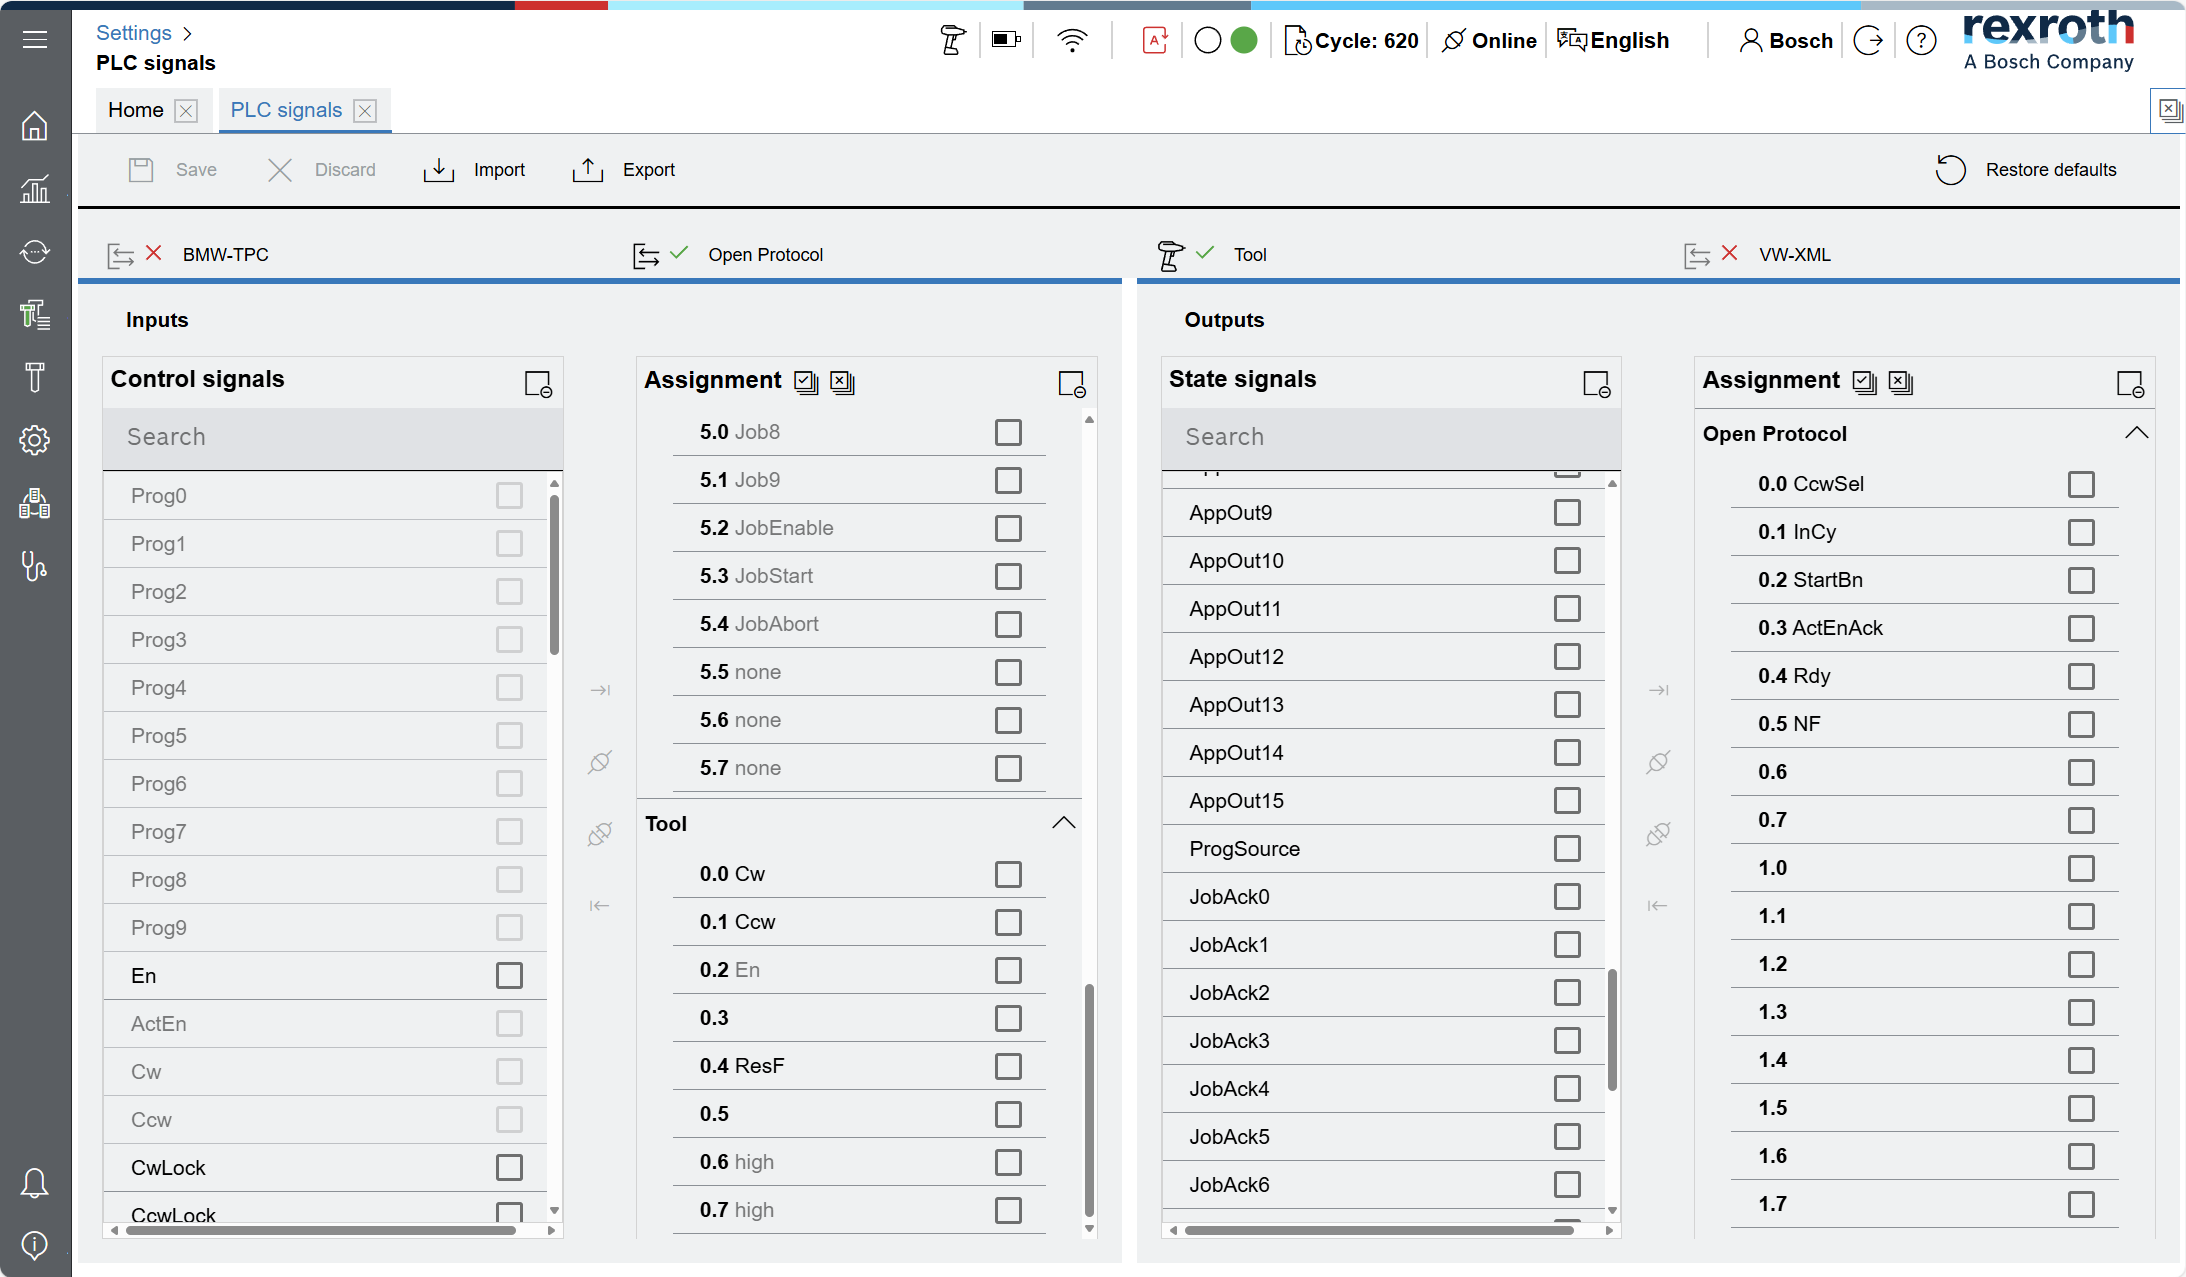 Settings
PLC signals
Cycle: 620
Online
English
Bosch
rexroth
A Bosch Company
Home
PLC signals
Save
Discard
Import
Export
Restore defaults
BMW-TPC
Open Protocol
Tool
VW-XML
Inputs
Control signals
Search
Prog0
Prog1
Prog2
Prog3
Prog4
Prog5
Prog6
Prog7
Prog8
Prog9
En
ActEn
Cw
Ccw
CwLock
CcwLock
Assignment
5.0 Job8
5.1 Job9
5.2 JobEnable
5.3 JobStart
5.4 JobAbort
5.5 none
5.6 none
5.7 none
Tool
0.0 Cw
0.1 Ccw
0.2 En
0.3
0.4 ResF
0.5
0.6 high
0.7 high
Outputs
State signals
Search
AppOut9
AppOut10
AppOut11
AppOut12
AppOut13
AppOut14
AppOut15
ProgSource
JobAck0
JobAck1
JobAck2
JobAck3
JobAck4
JobAck5
JobAck6
Assignment
Open Protocol
0.0 CcwSel
0.1 InCy
0.2 StartBn
0.3 ActEnAck
0.4 Rdy
0.5 NF
0.6
0.7
1.0
1.1
1.2
1.3
1.4
1.5
1.6
1.7